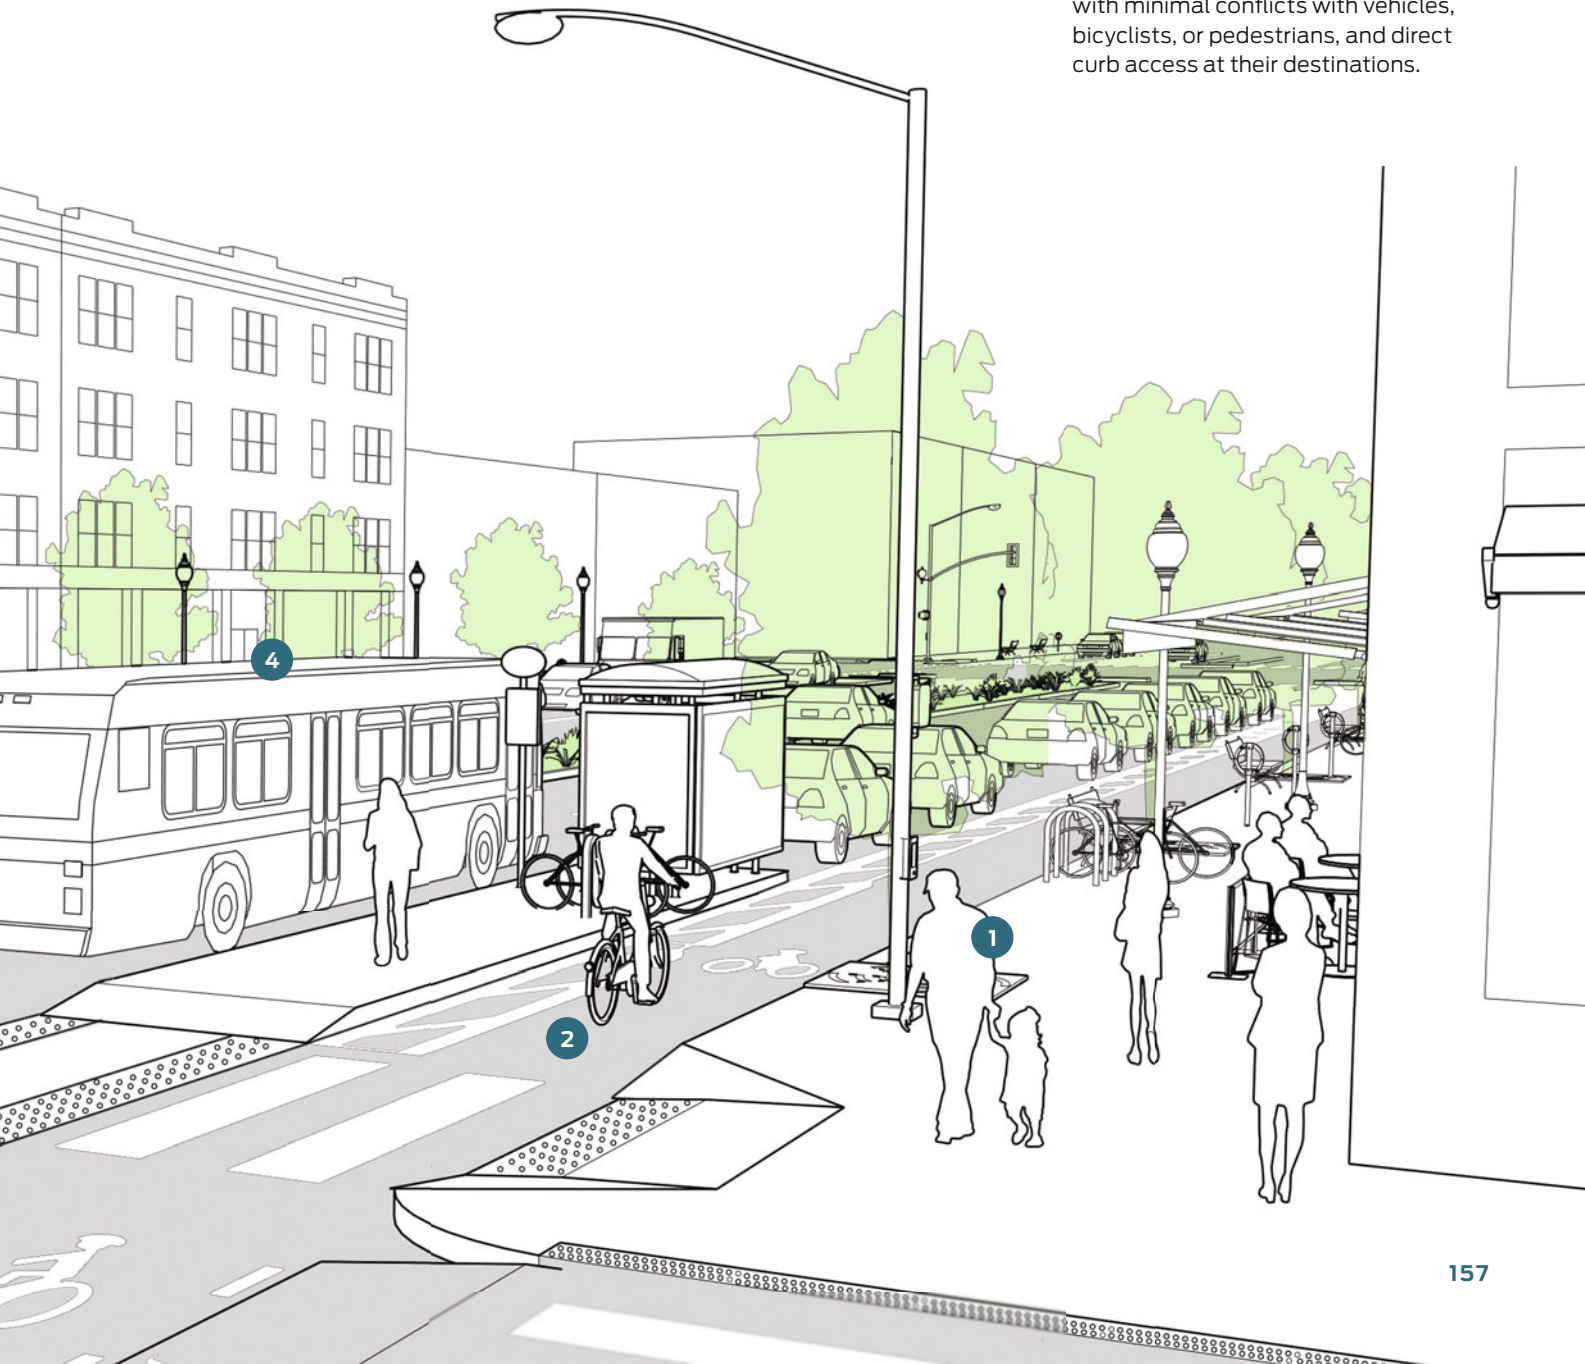 with minimal conflicts with vehicles,
bicyclists, or pedestrians, and direct
curb access at their destinations.
4
1
2
157